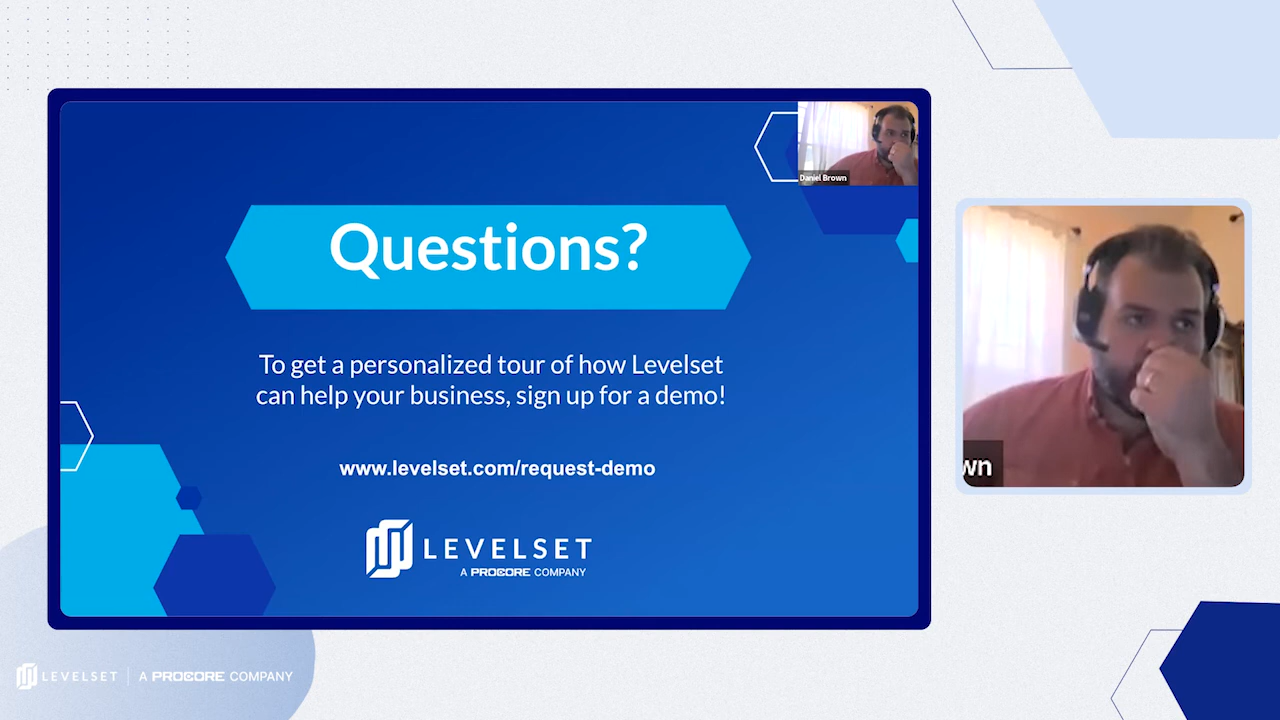 Daniel Brown
Questions?
To get a personalized tour of how Levelset
can help your business, sign up for a demo!
www.levelset.com/request-demo
LEVELSET
A PROCORE COMPANY
wn
LEVELSET | A PROCORE COMPANY